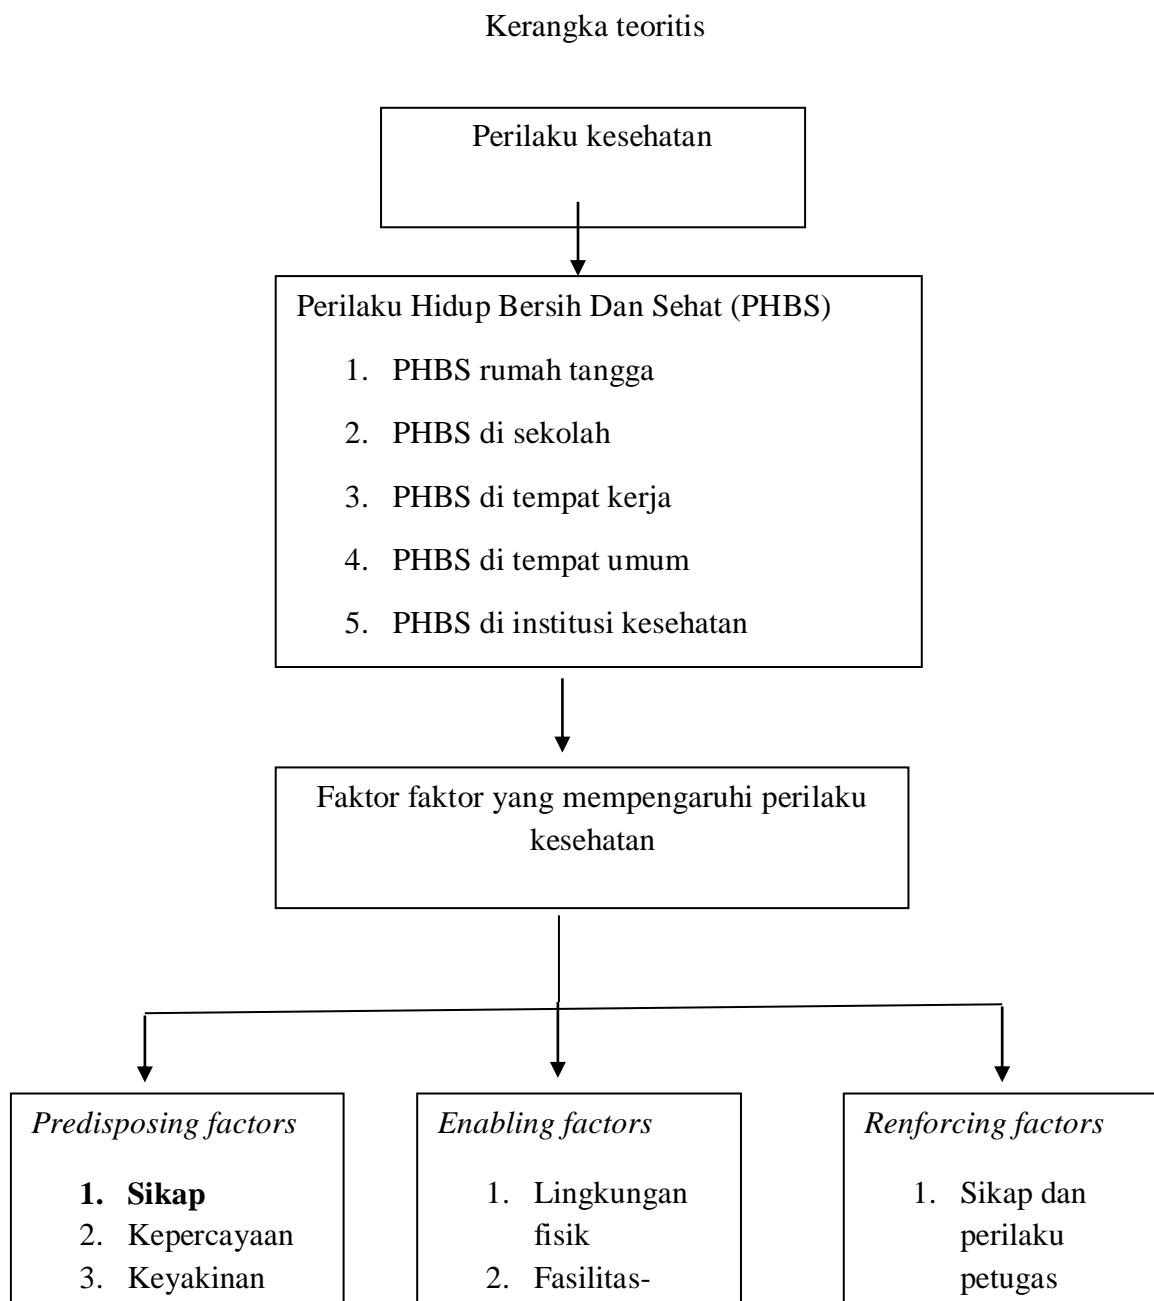 Kerangka teoritis
Perilaku kesehatan
Perilaku Hidup Bersih Dan Sehat (PHBS)
1. PHBS rumah tangga
2. PHBS di sekolah
3. PHBS di tempat kerja
4. PHBS di tempat umum
5. PHBS di institusi kesehatan
Faktor faktor yang mempengaruhi perilaku
kesehatan
Predisposing factors
1. Sikap
2. Kepercayaan
3. Keyakinan
Enabling factors
1. Lingkungan
fisik
2. Fasilitas-
Renforcing factors
1. Sikap dan
perilaku
petugas